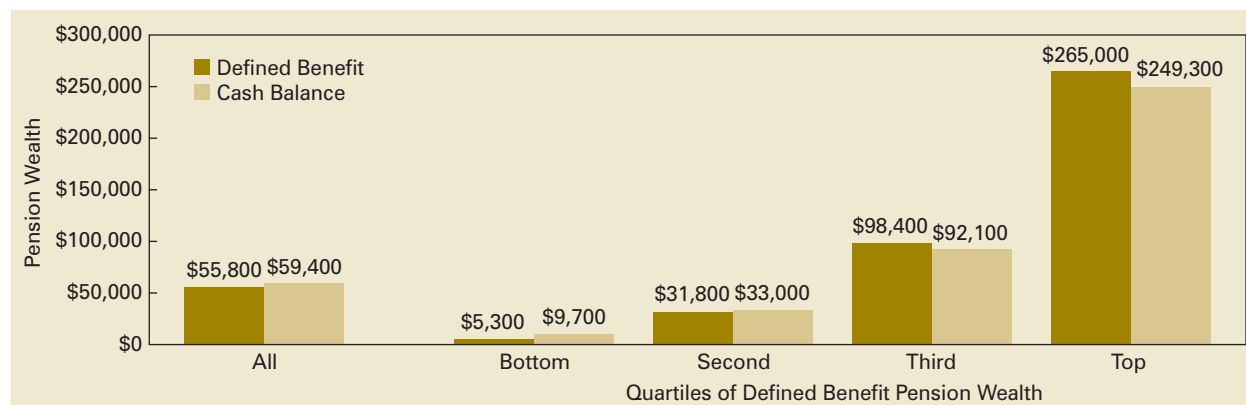 $300,000
$250,000
$200,000
$150,000
$100,000
$50,000
$0
Pension Wealth
Defined Benefit
Cash Balance
$55,800 $59,400
$5,300 $9,700
$31,800 $33,000
$98,400 $92,100
$265,000 $249,300
All Bottom Second Third Top
Quartiles of Defined Benefit Pension Wealth